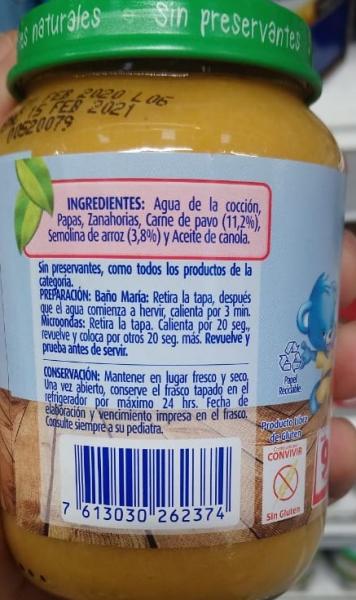 es naturales • Sin preservantes
FEB 2020 L06
15 FEB 2021
00520079
INGREDIENTES: Agua de la cocción,
Papas, Zanahorias, Carne de pavo (11,2%),
Semolina de arroz (3,8%) y Aceite de canola.
Sin preservantes, como todos los productos de la
categoría.
PREPARACIÓN: Baño María: Retira la tapa, después
que el agua comienza a hervir, calienta por 3 min.
Microondas: Retira la tapa. Calienta por 20 seg.,
revuelve y coloca por otros 20 seg. más. Revuelve y
prueba antes de servir.
CONSERVACIÓN: Mantener en lugar fresco y seco.
Una vez abierto, conserve el frasco tapado en el
refrigerador por máximo 24 hrs. Fecha de
elaboración y vencimiento impresa en el frasco.
Consulte siempre a su pediatra.
Papel
Reciclable
Producto Libre
de Gluten
CONVIVIR
Sin Gluten
7 613030 262374